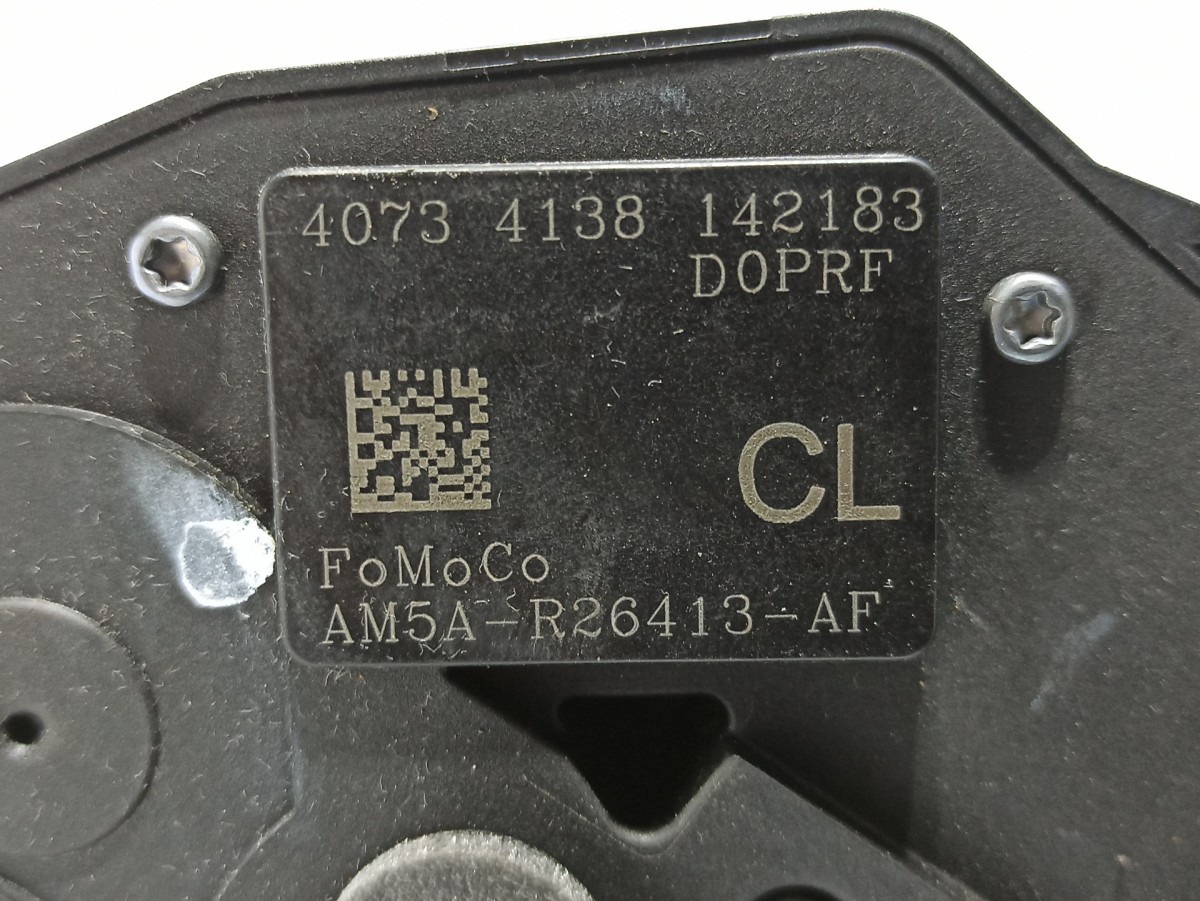 4073 4138 142183
D0PRF
CL
FoMoCo
AM5A-R26413-AF